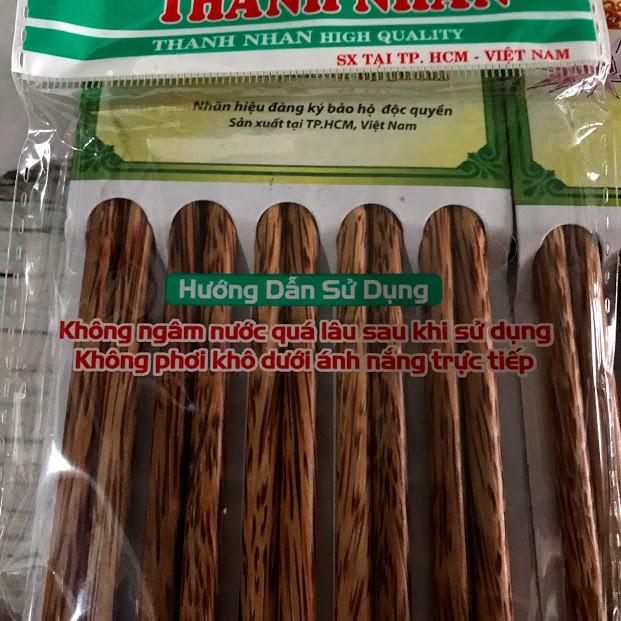 THANH NHÀN
THANH NHAN HIGH QUALITY
SX TẠI TP. HCM - VIỆT NAM
Nhãn hiệu đăng ký bảo hộ độc quyền
Sản xuất tại TP.HCM, Việt Nam
Hướng Dẫn Sử Dụng
Không ngâm nước quá lâu sau khi sử dụng
Không phơi khô dưới ánh nắng trực tiếp